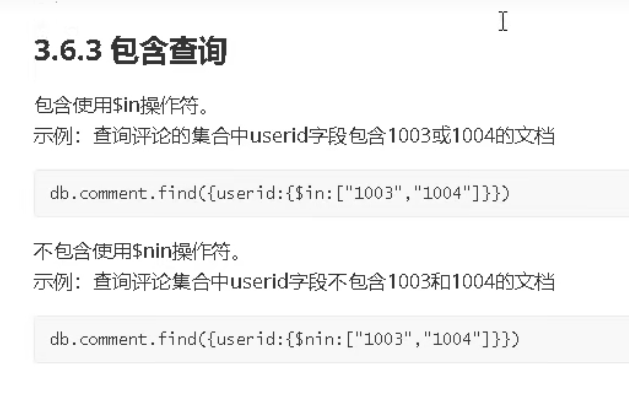 3.6.3 包含查询
包含使用$in操作符。
示例：查询评论的集合中userid字段包含1003或1004的文档
db.comment.find({userid:{$in:["1003","1004"]}})
不包含使用$nin操作符。
示例：查询评论集合中userid字段不包含1003和1004的文档
db.comment.find({userid:{$nin:["1003","1004"]}})